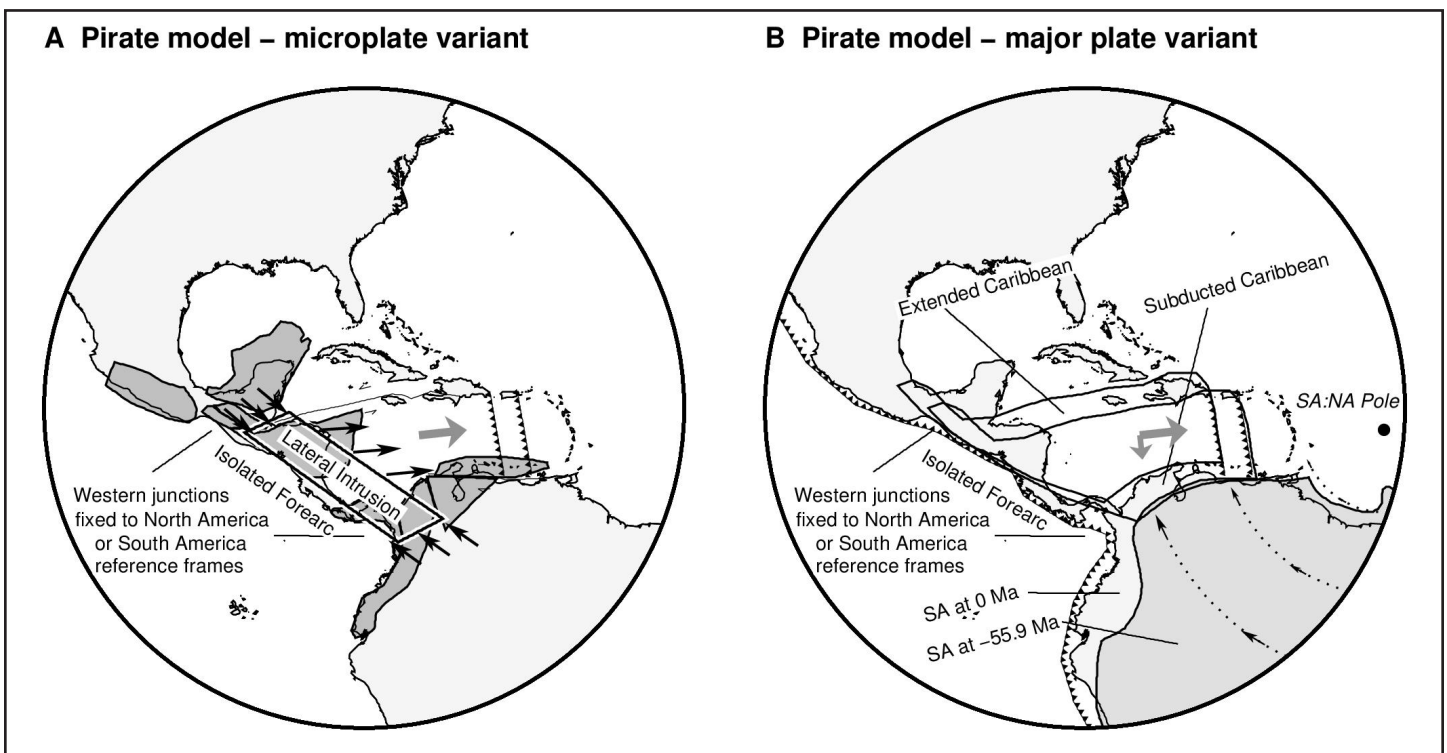 A Pirate model – microplate variant
Lateral Intrusion
Isolated Forearc
Western junctions
fixed to North America
or South America
reference frames
B Pirate model – major plate variant
Extended Caribbean
Subducted Caribbean
SA:NA Pole
Isolated Forearc
Western junctions
fixed to North America
or South America
reference frames
SA at 0 Ma
SA at –55.9 Ma